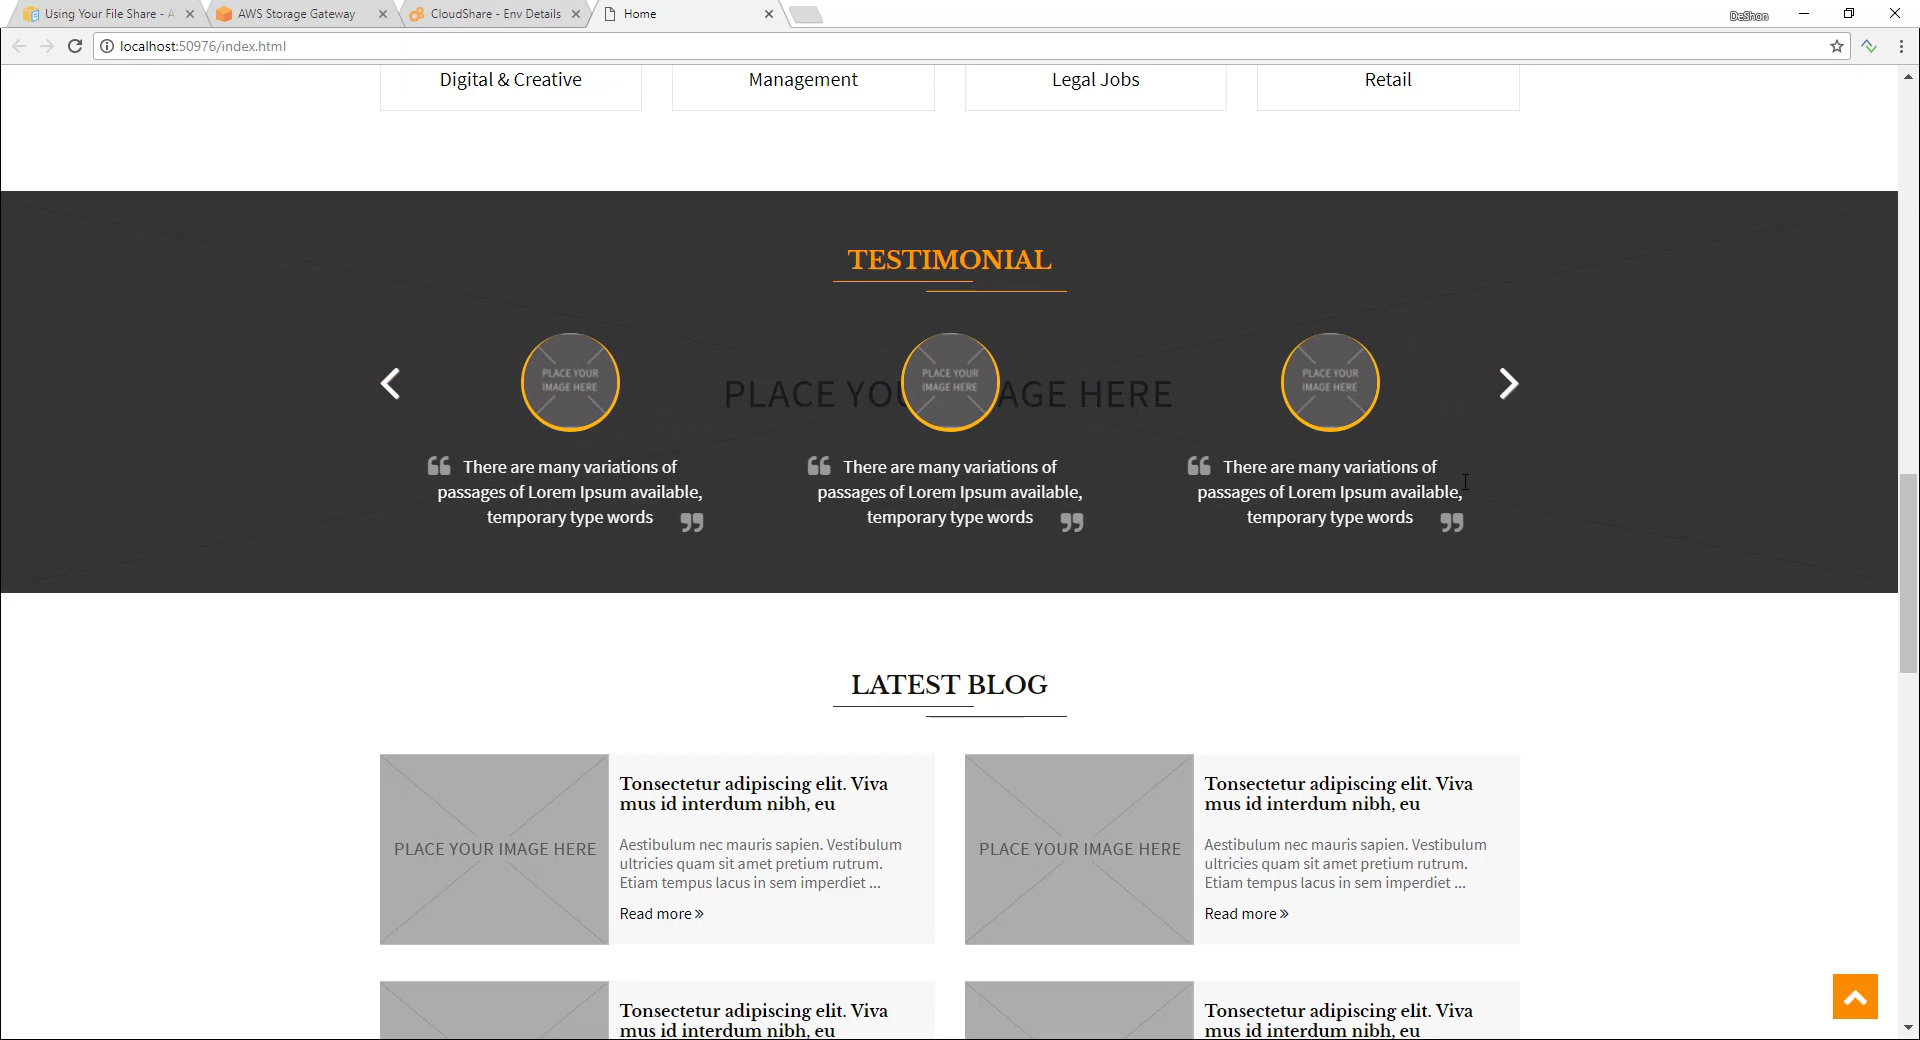 Using Your File Share - A
AWS Storage Gateway
CloudShare - Env Details
Home
DeShon
localhost:50976/index.html
Digital & Creative
Management
Legal Jobs
Retail
TESTIMONIAL
PLACE YOUR
IMAGE HERE
PLACE YOUR
IMAGE HERE
PLACE YOUR
IMAGE HERE
PLACE YO AGE HERE
“ There are many variations of
passages of Lorem Ipsum available,
temporary type words ”
“ There are many variations of
passages of Lorem Ipsum available,
temporary type words ”
“ There are many variations of
passages of Lorem Ipsum available,
temporary type words ”
LATEST BLOG
PLACE YOUR IMAGE HERE
Tonsectetur adipiscing elit. Viva
mus id interdum nibh, eu
Aestibulum nec mauris sapien. Vestibulum
ultricies quam sit amet pretium rutrum.
Etiam tempus lacus in sem imperdiet ...
Read more »
PLACE YOUR IMAGE HERE
Tonsectetur adipiscing elit. Viva
mus id interdum nibh, eu
Aestibulum nec mauris sapien. Vestibulum
ultricies quam sit amet pretium rutrum.
Etiam tempus lacus in sem imperdiet ...
Read more »
Tonsectetur adipiscing elit. Viva
mus id interdum nibh, eu
Tonsectetur adipiscing elit. Viva
mus id interdum nibh, eu